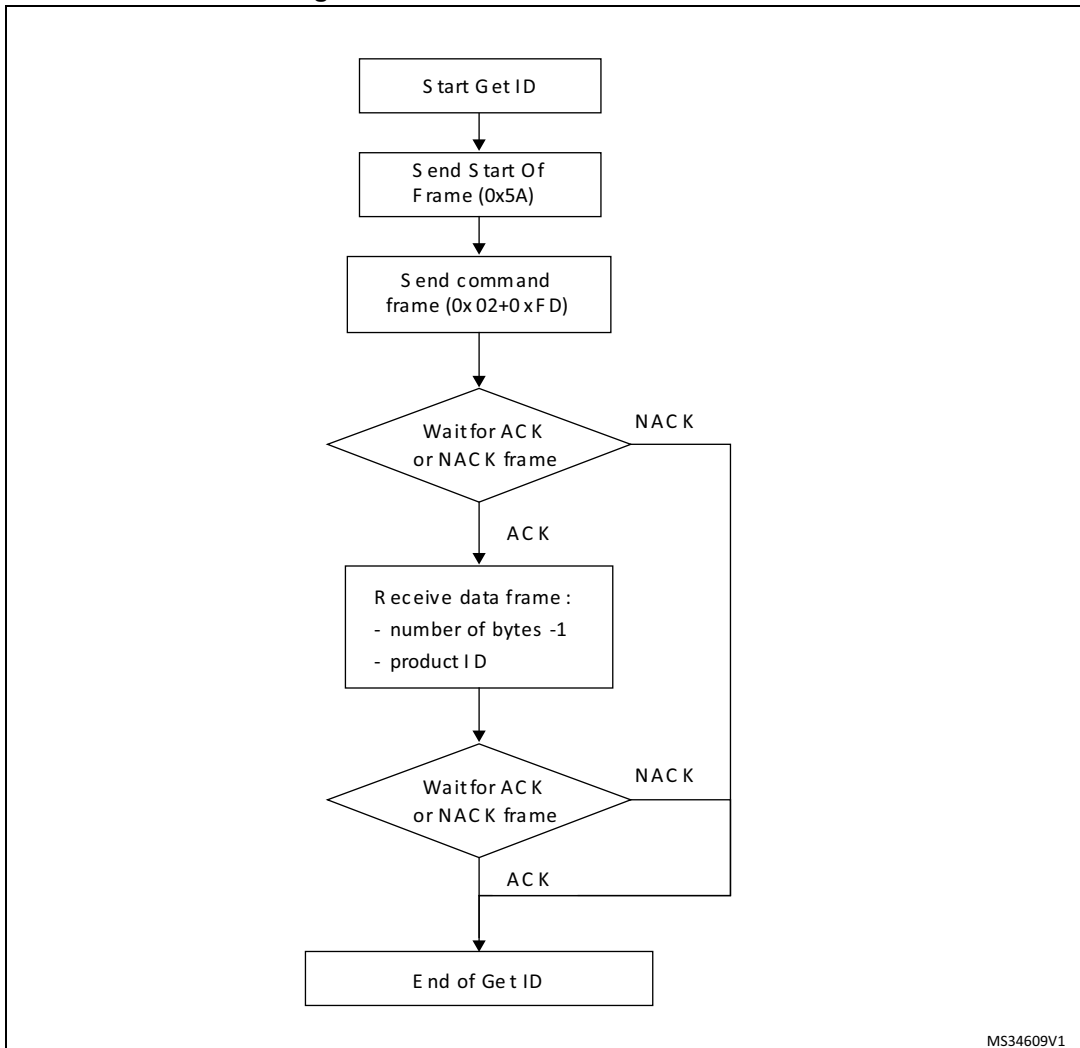 Start Get ID
Send Start Of
Frame (0x5A)
Send command
frame (0x02+0xFD)
NACK
Wait for ACK
or NACK frame
ACK
Receive data frame :
- number of bytes -1
- product ID
NACK
Wait for ACK
or NACK frame
ACK
End of Get ID
MS34609V1